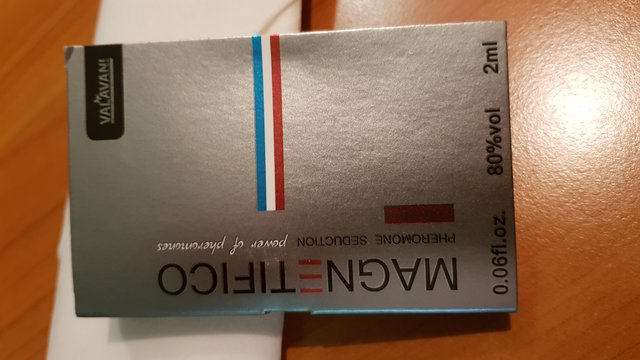 MAGNETIFICO
PHEROMONE SEDUCTION
power of pheromones
VALAVANI
0.06fl.oz. 80%vol 2ml